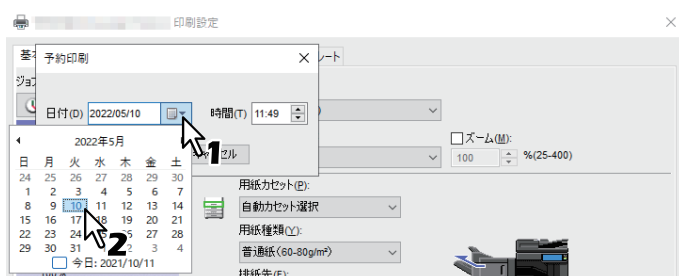 印刷設定
基本
予約印刷
レート
ジョブ
日付(D) 2022/05/10 時間(T) 11:49
1
2022年5月
日 月 火 水 木 金 土
24 25 26 27 28 29 30
1 2 3 4 5 6 7
8 9 10 11 12 13 14
15 16 17 18 19 20 21
22 23 24 25 26 27 28
29 30 31 1 2 3 4
2
今日: 2021/10/11
ズーム(M):
100 %(25-400)
用紙カセット(P):
自動カセット選択
用紙種類(Y):
普通紙(60-80g/m²)
排紙先(E):